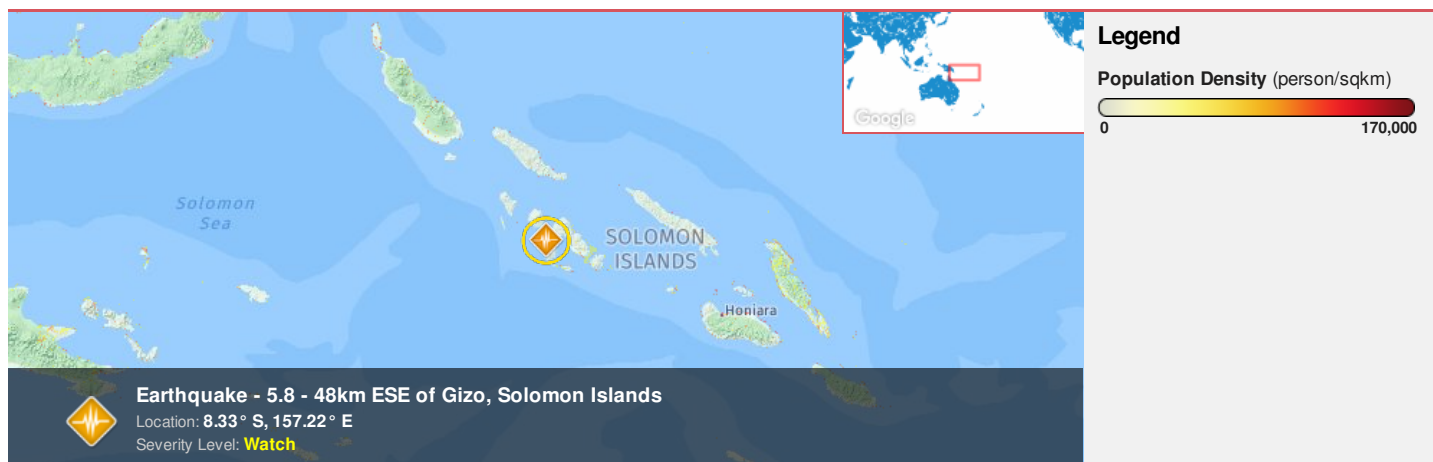 Google
Solomon
Sea
SOLOMON
ISLANDS
Honiara
Earthquake - 5.8 - 48km ESE of Gizo, Solomon Islands
Location: 8.33° S, 157.22° E
Severity Level: Watch
Legend
Population Density (person/sqkm)
0 170,000